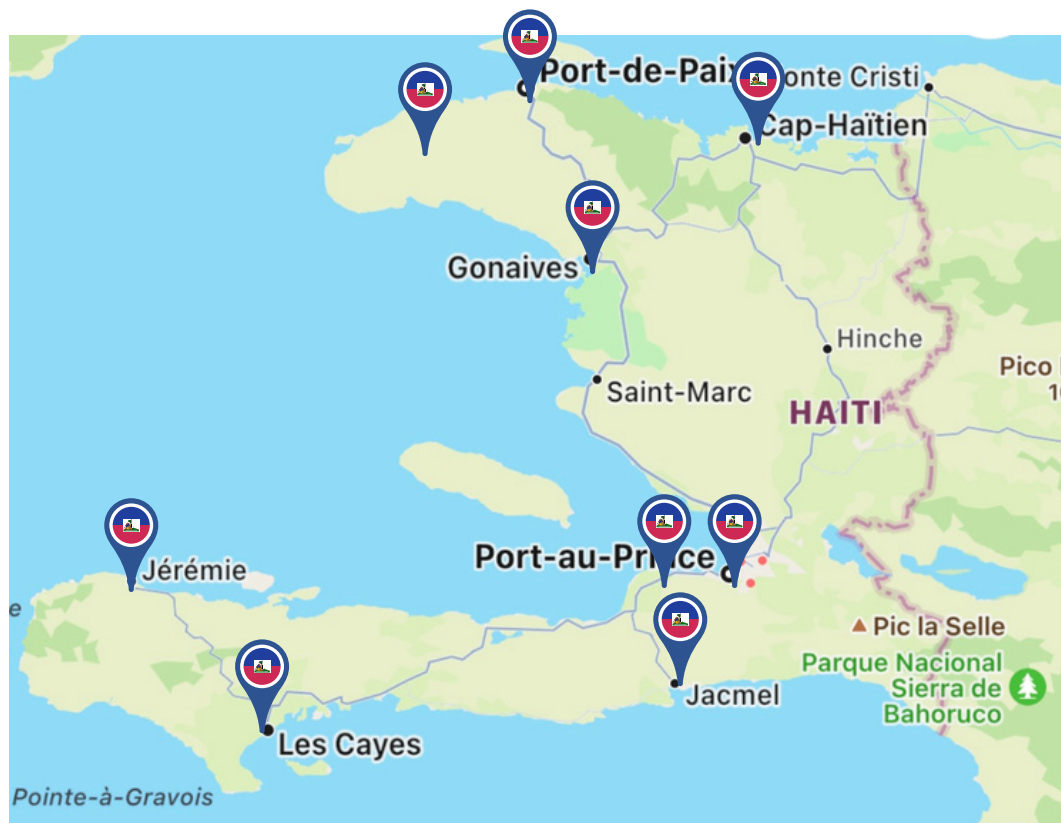 Port-de-Paix
onte Cristi
Cap-Haïtien
Gonaives
Hinche
Pico
1
Saint-Marc
HAITI
Port-au-Prince
Jérémie
e
Pic la Selle
Parque Nacional
Sierra de
Bahoruco
Jacmel
Les Cayes
Pointe-à-Gravois